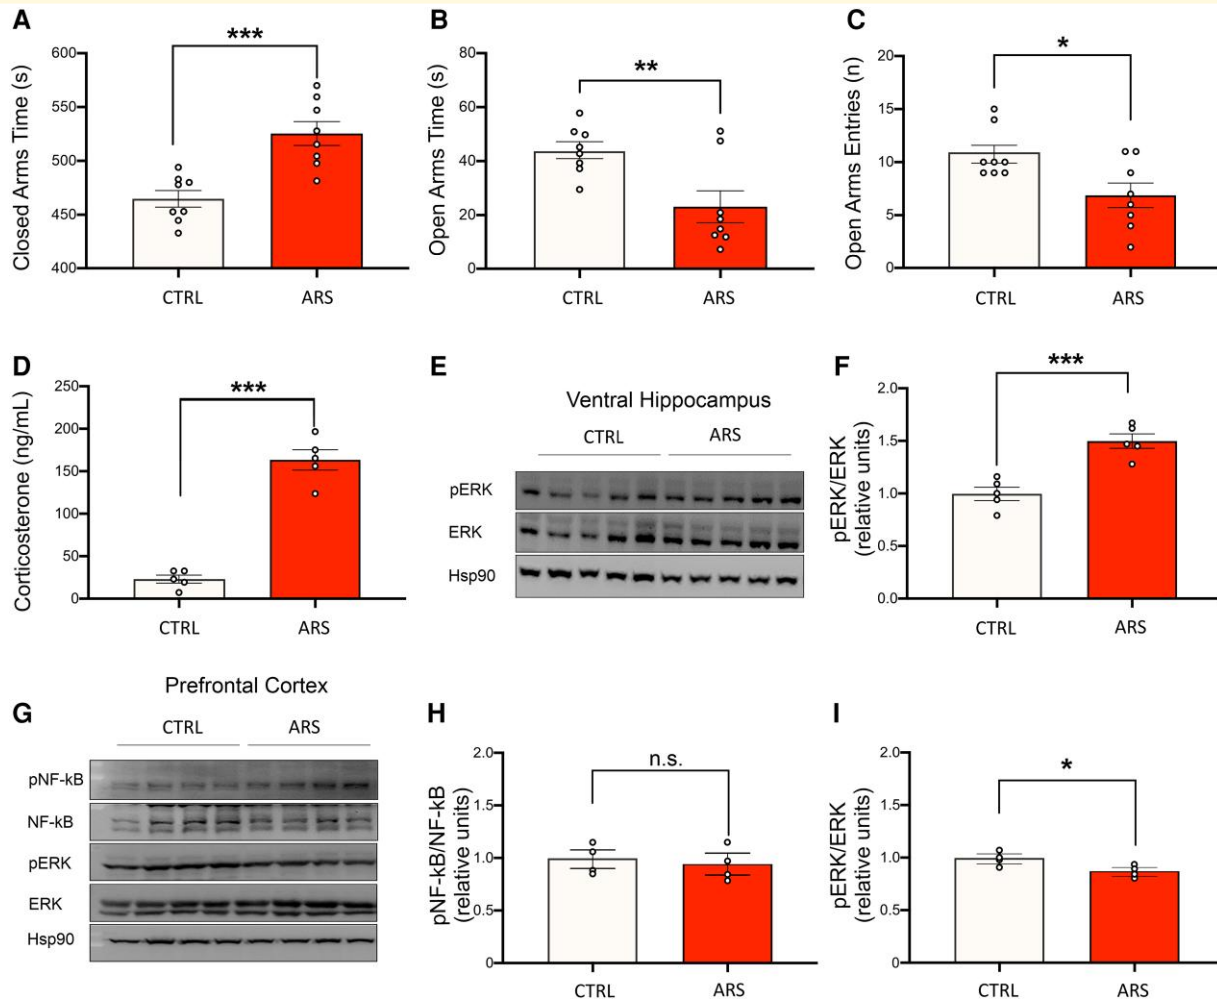 A
Closed Arms Time (s)
600
550
500
450
400
***
CTRL
ARS
B
Open Arms Time (s)
80
60
40
20
0
**
CTRL
ARS
C
Open Arms Entries (n)
20
15
10
5
0
*
CTRL
ARS
D
Corticosterone (ng/mL)
250
200
150
100
50
0
***
CTRL
ARS
E
Ventral Hippocampus
CTRL ARS
pERK
ERK
Hsp90
F
pERK/ERK
(relative units)
2.0
1.5
1.0
0.5
0.0
***
CTRL
ARS
G
Prefrontal Cortex
CTRL ARS
pNF-kB
NF-kB
pERK
ERK
Hsp90
H
pNF-kB/NF-kB
(relative units)
2.0
1.5
1.0
0.5
0
n.s.
CTRL
ARS
I
pERK/ERK
(relative units)
2.0
1.5
1.0
0.5
0
*
CTRL
ARS